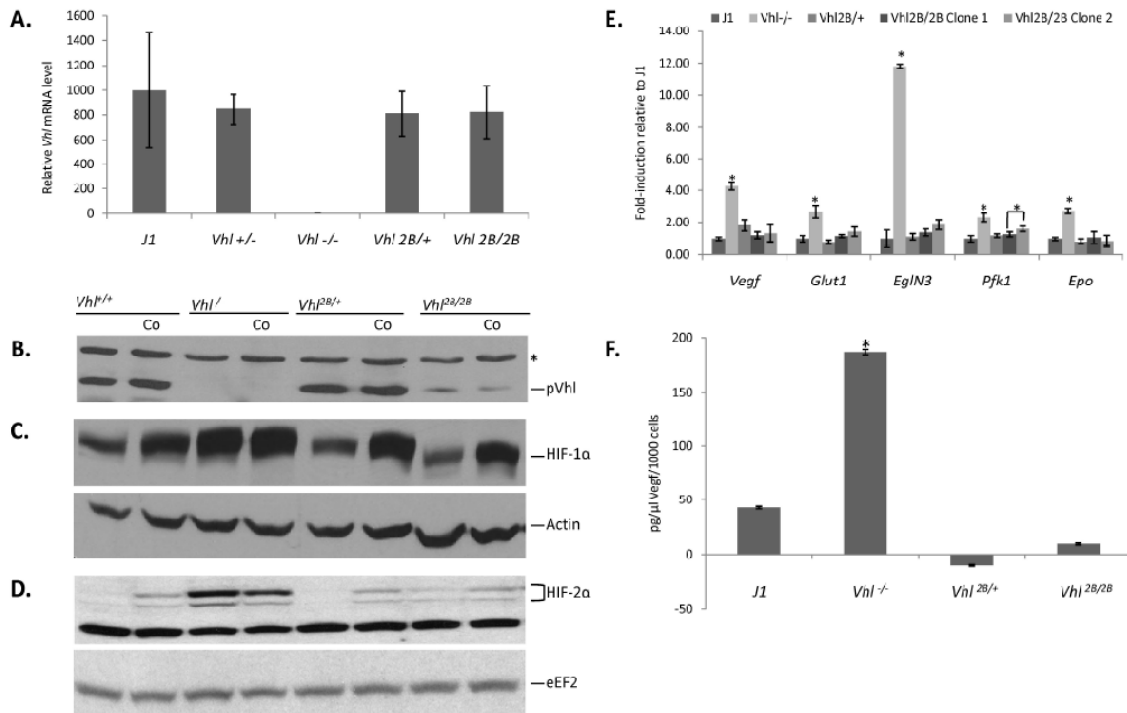 A.
Relative Vhl mRNA level
1600
1400
1200
1000
800
600
400
200
0
J1 Vhl +/- Vhl -/- Vhl 2B/+ Vhl 2B/2B
Vhl+/+ Vhl-/ Vhl2B/+ Vhl2B/2B
Co Co Co Co
B.
*
pVhl
C.
HIF-1α
Actin
D.
HIF-2α
eEF2
E.
J1 Vhl-/- Vhl2B/+ Vhl2B/2B Clone 1 Vhl2B/2B Clone 2
Fold-induction relative to J1
14.00
12.00
10.00
8.00
6.00
4.00
2.00
0.00
* * * * * *
Vegf Glut1 EglN3 Pfk1 Epo
F.
pg/µl Vegf/1000 cells
200
150
100
50
0
-50
*
J1 Vhl -/- Vhl 2B/+ Vhl 2B/2B